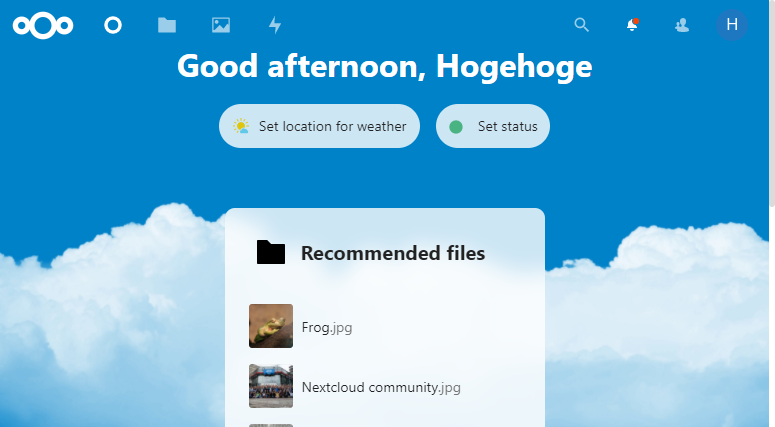 H
Good afternoon, Hogehoge
Set location for weather
Set status
Recommended files
Frog.jpg
Nextcloud community.jpg